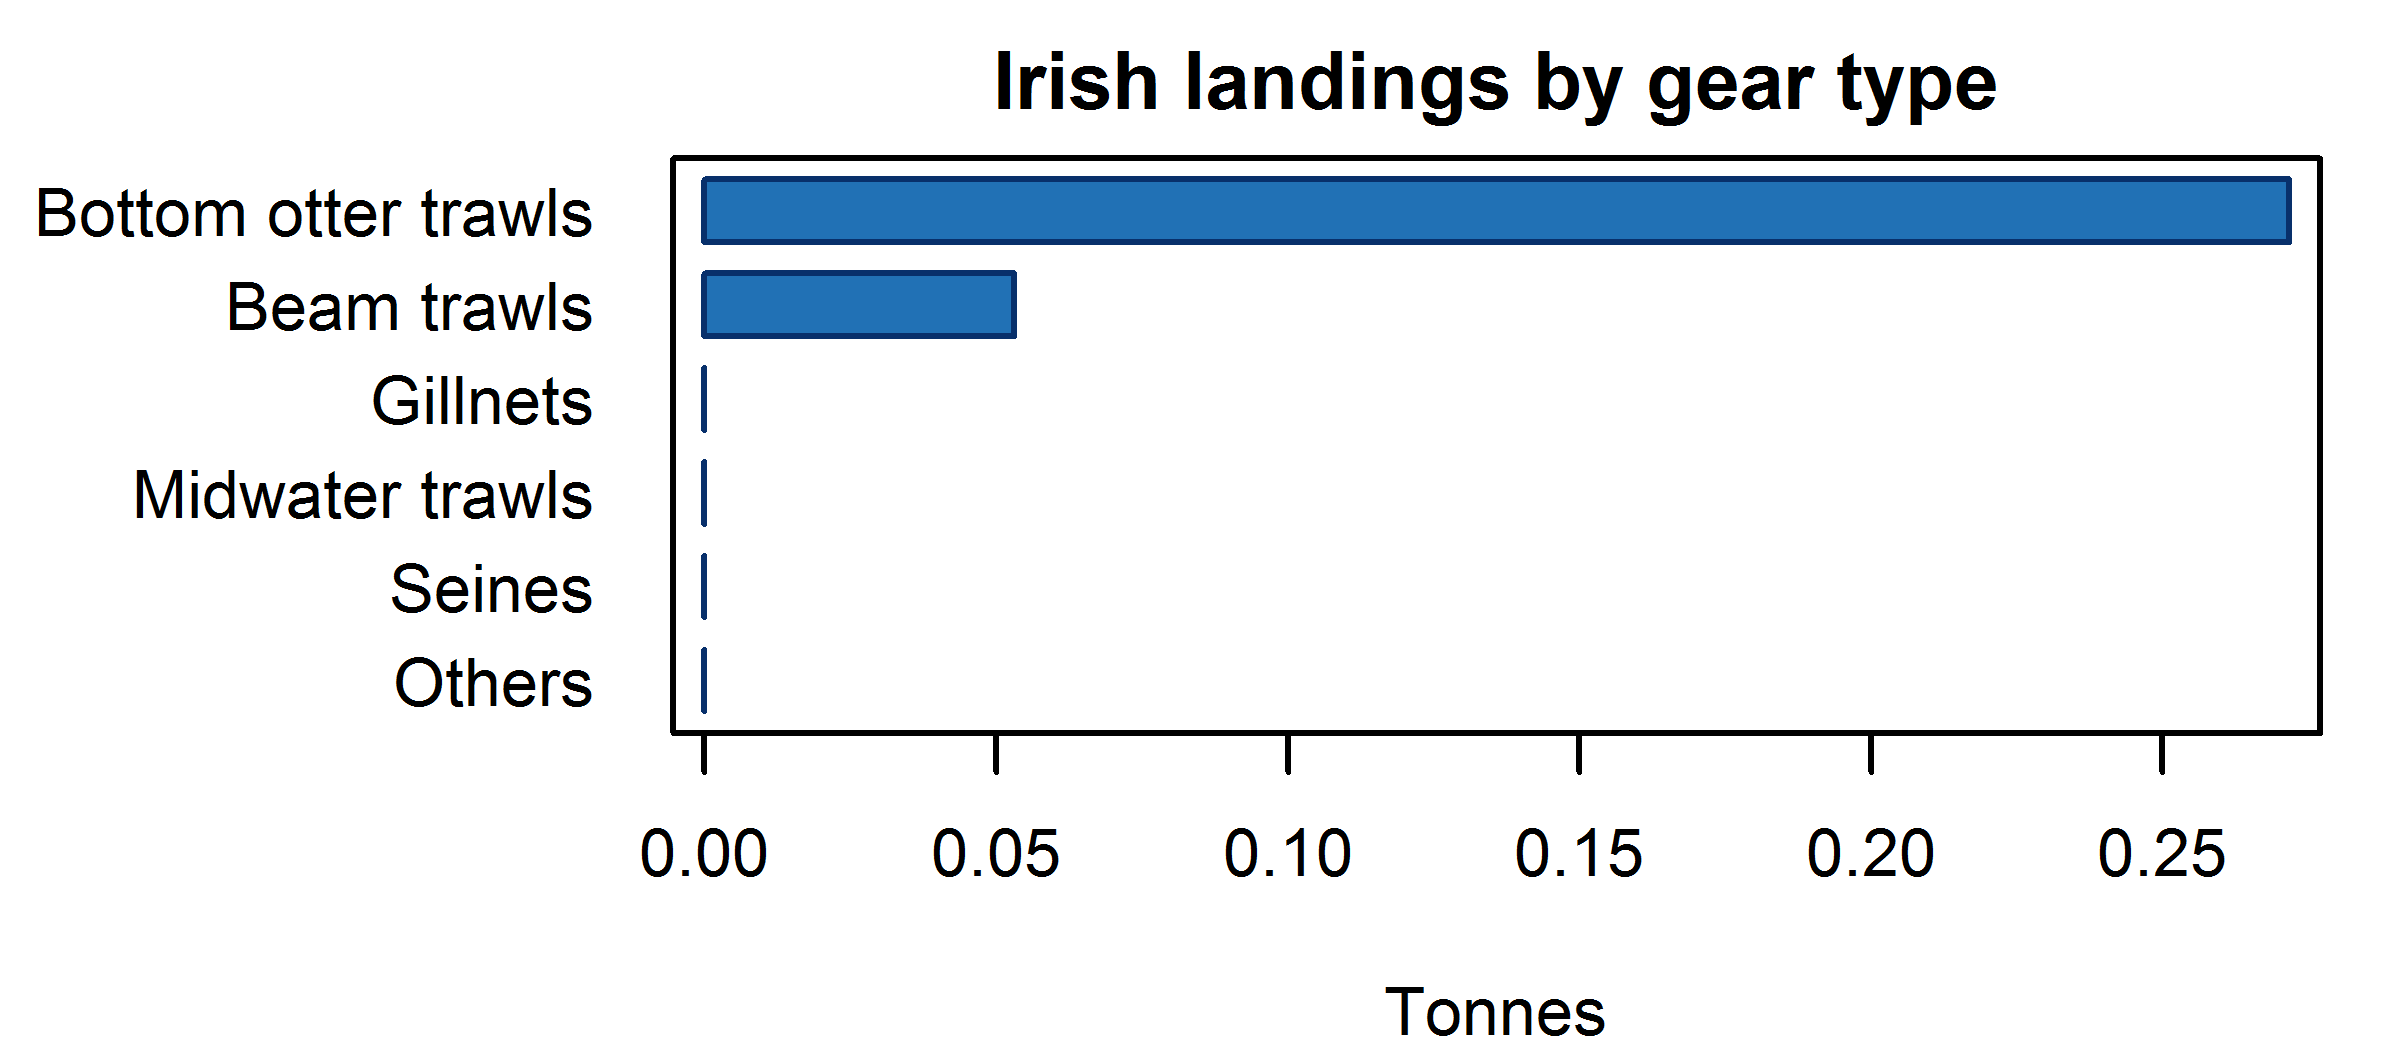 Irish landings by gear type
Bottom otter trawls
Beam trawls
Gillnets
Midwater trawls
Seines
Others
0.00 0.05 0.10 0.15 0.20 0.25
Tonnes